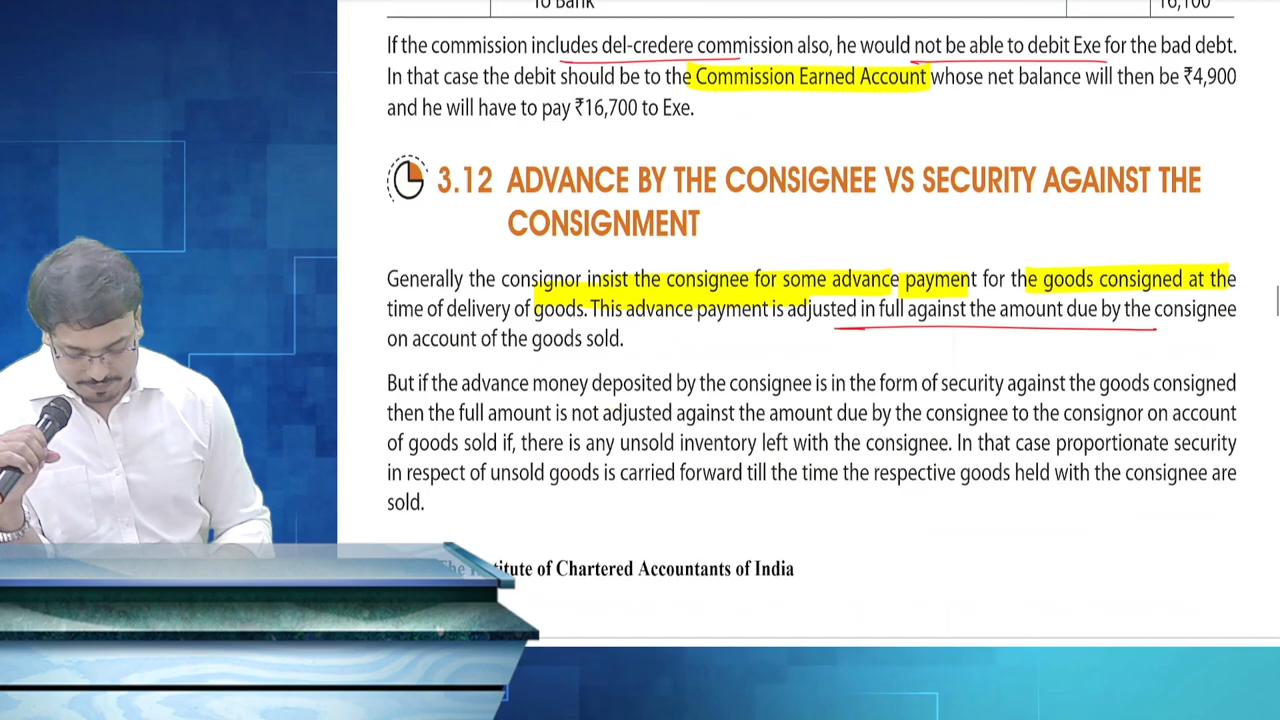 To Bank
16,100
If the commission includes del-credere commission also, he would not be able to debit Exe for the bad debt.
In that case the debit should be to the Commission Earned Account whose net balance will then be ₹4,900
and he will have to pay ₹16,700 to Exe.
3.12 ADVANCE BY THE CONSIGNEE VS SECURITY AGAINST THE
CONSIGNMENT
Generally the consignor insist the consignee for some advance payment for the goods consigned at the
time of delivery of goods. This advance payment is adjusted in full against the amount due by the consignee
on account of the goods sold.
But if the advance money deposited by the consignee is in the form of security against the goods consigned
then the full amount is not adjusted against the amount due by the consignee to the consignor on account
of goods sold if, there is any unsold inventory left with the consignee. In that case proportionate security
in respect of unsold goods is carried forward till the time the respective goods held with the consignee are
sold.
The Institute of Chartered Accountants of India